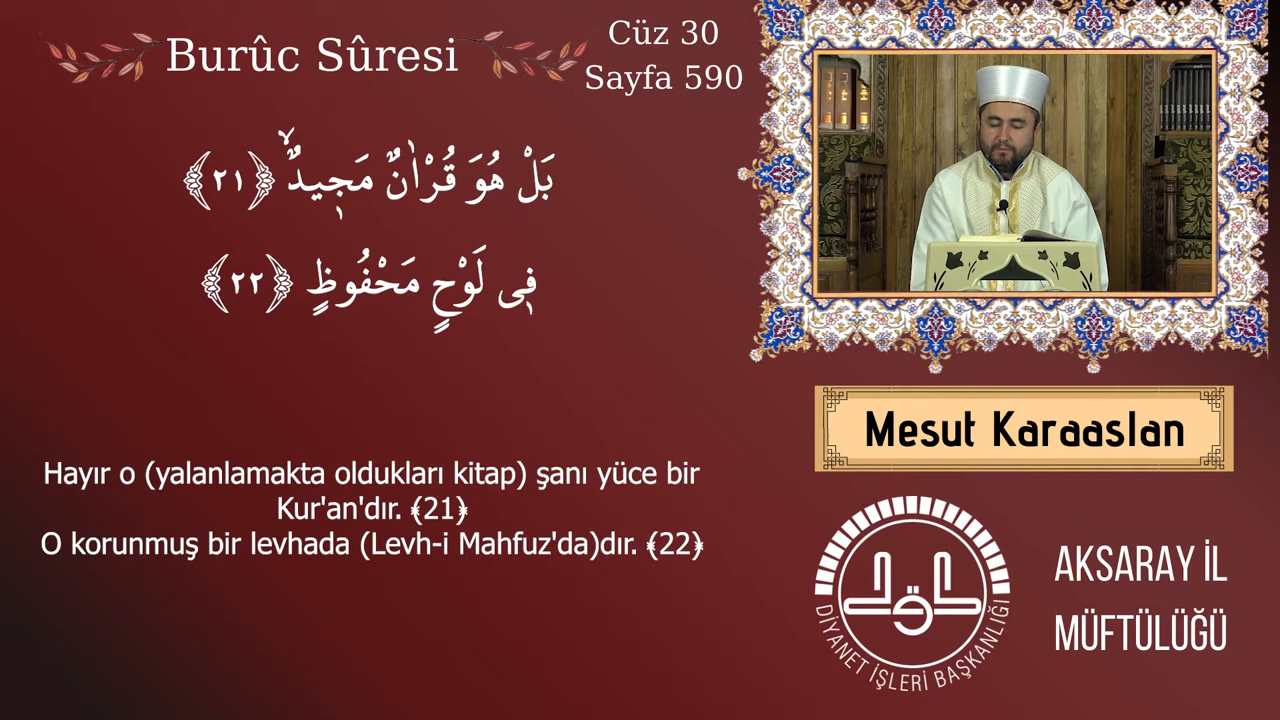 Burûc Sûresi
Cüz 30
Sayfa 590
بَلْ هُوَ قُرْاٰنٌ مَجٖيدٌۙ ﴿٢١﴾
فٖى لَوْحٍ مَحْفُوظٍ ﴿٢٢﴾
Hayır o (yalanlamakta oldukları kitap) şanı yüce bir
Kur'an'dır. ﴾21﴿
O korunmuş bir levhada (Levh-i Mahfuz'da)dır. ﴾22﴿
Mesut Karaaslan
DİYANET İŞLERİ BAŞKANLIĞI
AKSARAY İL
MÜFTÜLÜĞÜ